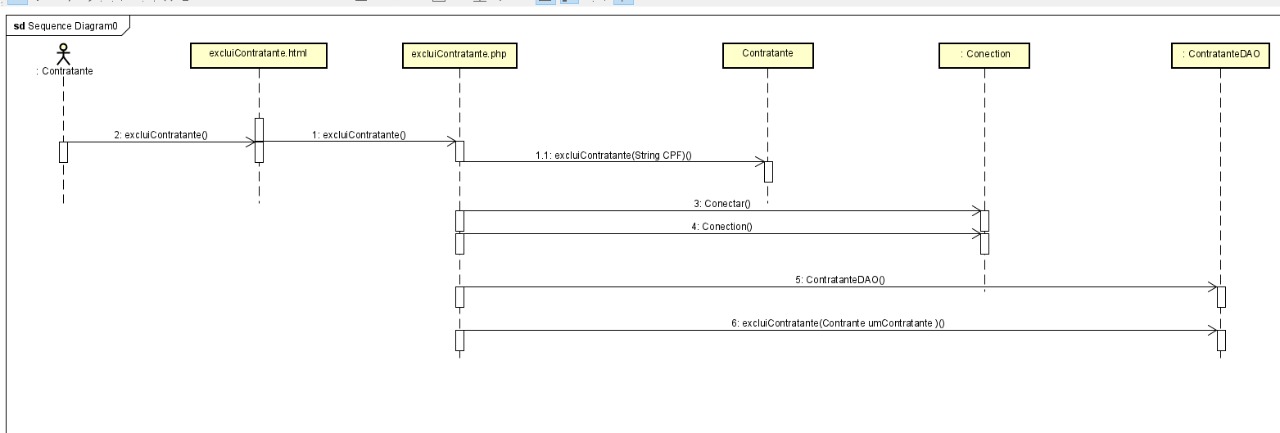 sd Sequence Diagram0
: Contratante
excluiContratante.html
excluiContratante.php
Contratante
: Conection
: ContratanteDAO
2: excluiContratante()
1: excluiContratante()
1.1: excluiContratante(String CPF)()
3: Conectar()
4: Conection()
5: ContratanteDAO()
6: excluiContratante(Contrante umContratante )()